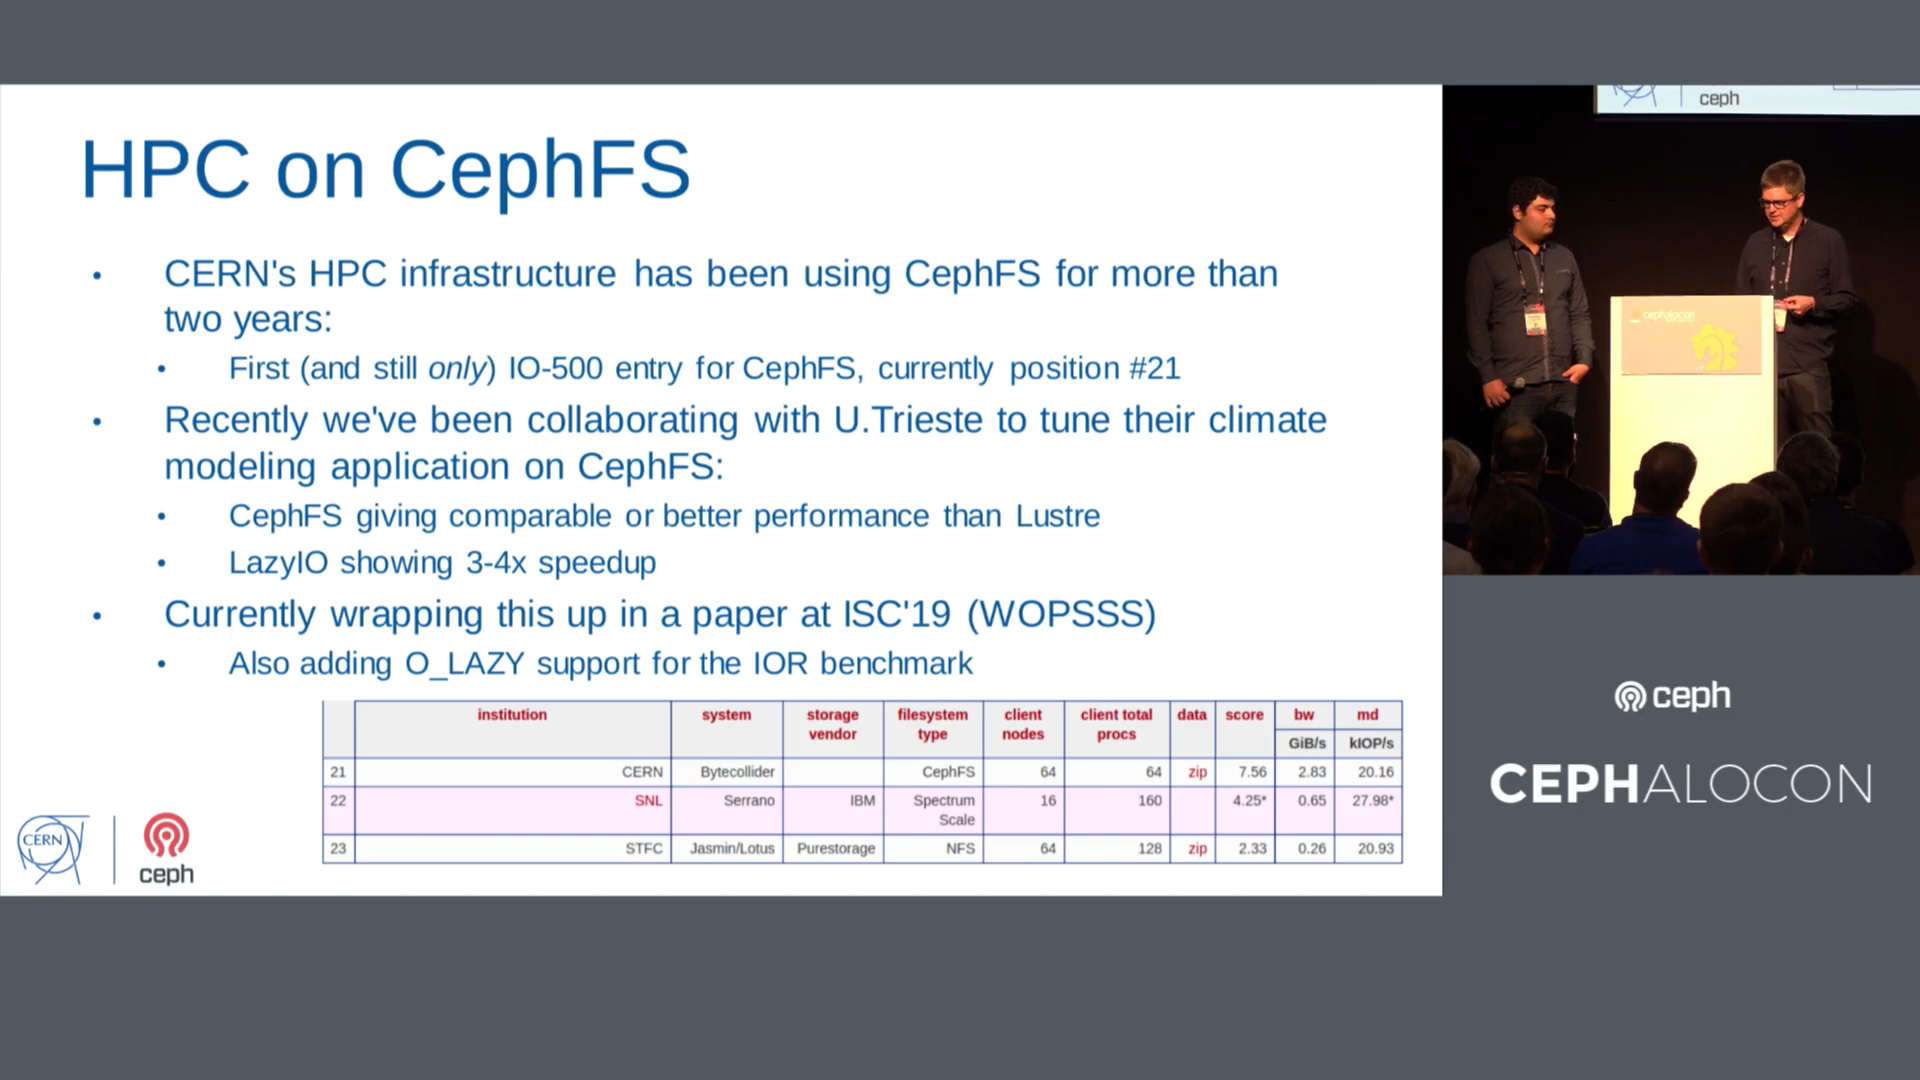 HPC on CephFS
• CERN's HPC infrastructure has been using CephFS for more than
two years:
• First (and still only) IO-500 entry for CephFS, currently position #21
• Recently we've been collaborating with U.Trieste to tune their climate
modeling application on CephFS:
• CephFS giving comparable or better performance than Lustre
• LazyIO showing 3-4x speedup
• Currently wrapping this up in a paper at ISC'19 (WOPSSS)
• Also adding O_LAZY support for the IOR benchmark
institution system storage vendor filesystem type client nodes client total procs data score bw md
GiB/s kIOP/s
21 CERN Bytecollider CephFS 64 64 zip 7.56 2.83 20.16
22 SNL Serrano IBM Spectrum Scale 16 160 4.25* 0.65 27.98*
23 STFC Jasmin/Lotus Purestorage NFS 64 128 zip 2.33 0.26 20.93
CERN
ceph
ceph
cephalocon
ceph
CEPHALOCON